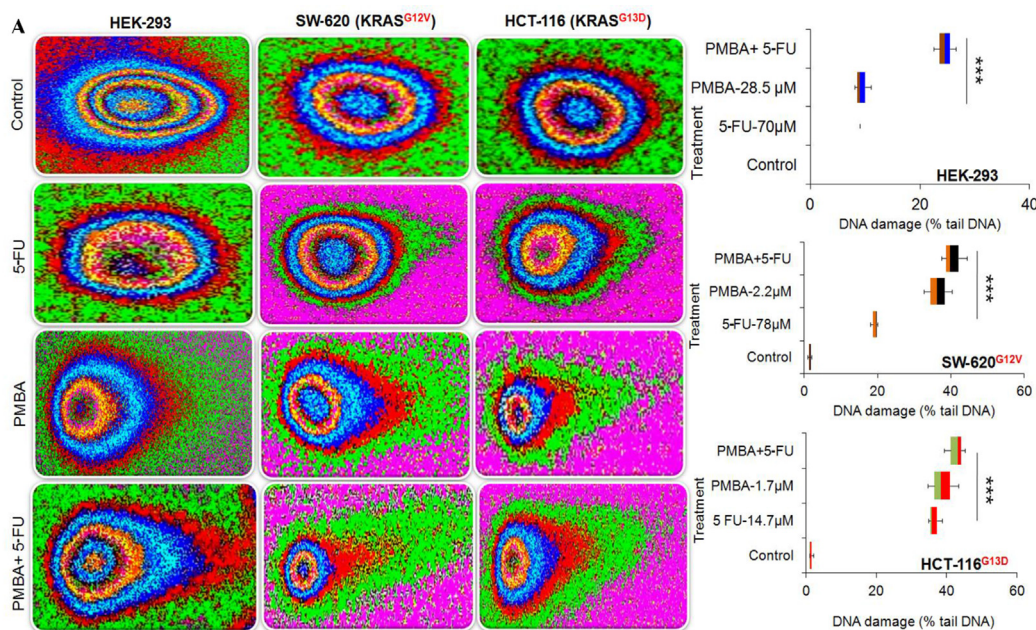 A
HEK-293
SW-620 (KRASG12V)
HCT-116 (KRASG13D)
Control
5-FU
PMBA
PMBA+ 5-FU
Treatment
PMBA+ 5-FU
PMBA-28.5 µM
5-FU-70µM
Control
***
HEK-293
0 10 20 30 40
DNA damage (% tail DNA)
Treatment
PMBA+5-FU
PMBA-2.2µM
5-FU-78µM
Control
***
SW-620G12V
0 20 40 60
DNA damage (% tail DNA)
Treatment
PMBA+5-FU
PMBA-1.7µM
5 FU-14.7µM
Control
***
HCT-116G13D
0 20 40 60
DNA damage (% tail DNA)